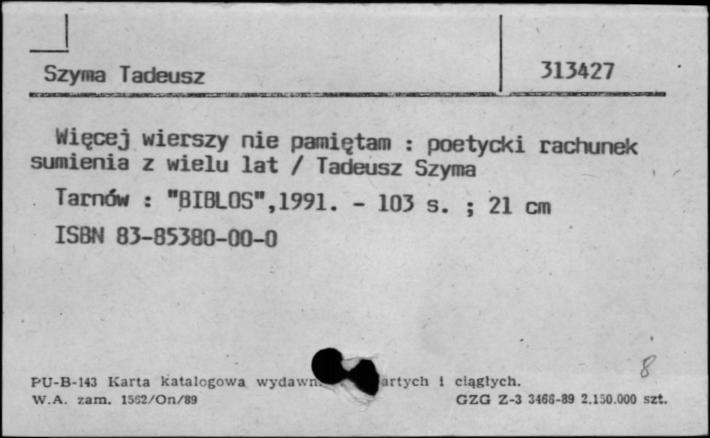 Szyma Tadeusz
313427
Więcej wierszy nie pamiętam : poetycki rachunek
sumienia z wielu lat / Tadeusz Szyma
Tarnów : "BIBLOS",1991. - 103 s. ; 21 cm
ISBN 83-85380-00-0
8
PU-B-143 Karta katalogowa ciągłych.
W.A. zam. 1562/On/89
GZG Z-3 3466-89 2.150.000 szt.